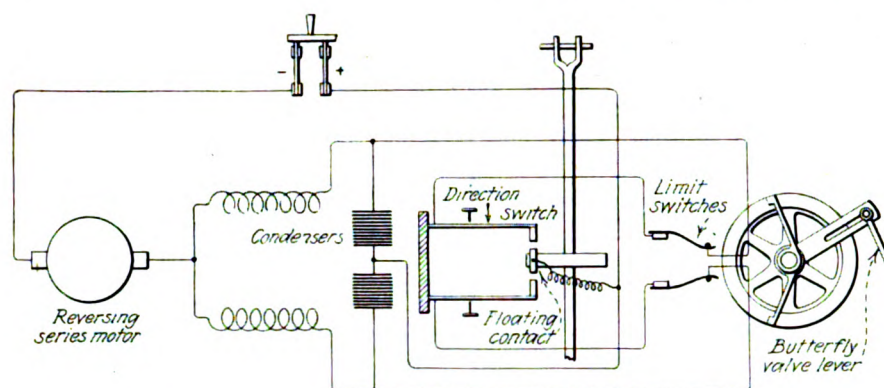 - +
Direction
switch
Limit
switches
Condensers
Floating
contact
Reversing
series motor
Butterfly
valve lever